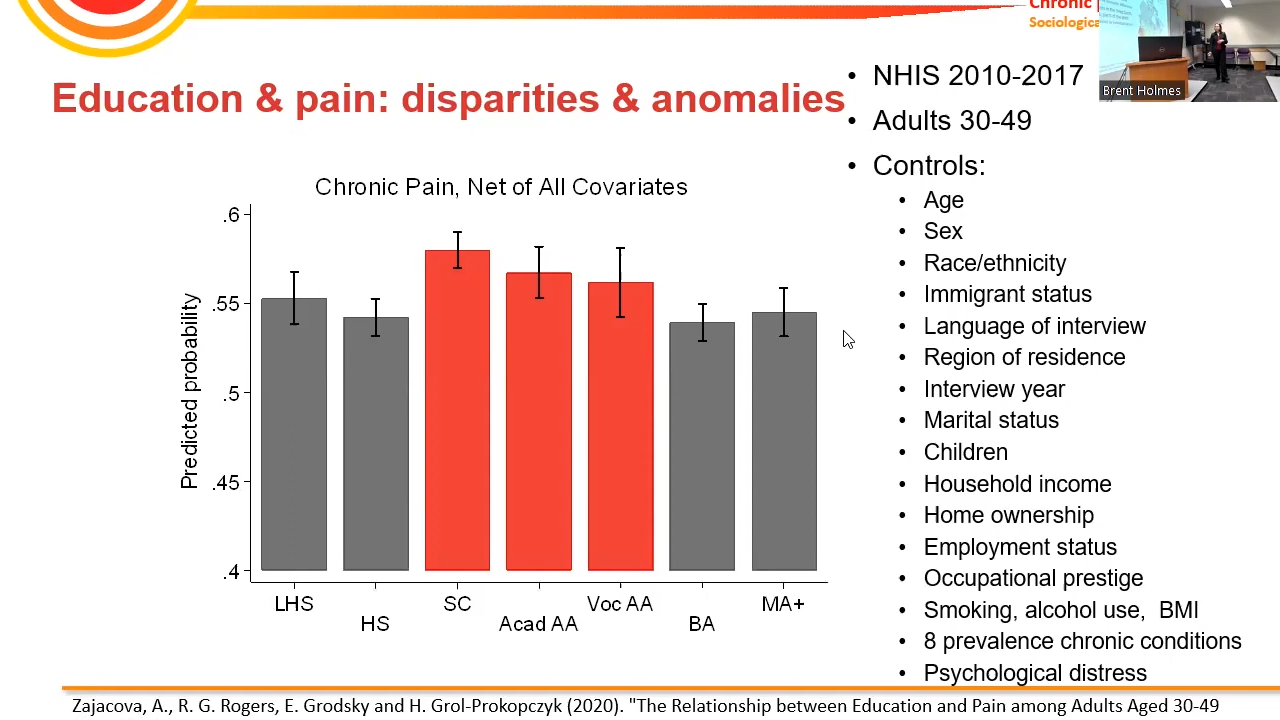 Chronic
Sociologica
Brent Holmes
Education & pain: disparities & anomalies
Chronic Pain, Net of All Covariates
Predicted probability
.6
.55
.5
.45
.4
LHS
HS
SC
Acad AA
Voc AA
BA
MA+
• NHIS 2010-2017
• Adults 30-49
• Controls:
• Age
• Sex
• Race/ethnicity
• Immigrant status
• Language of interview
• Region of residence
• Interview year
• Marital status
• Children
• Household income
• Home ownership
• Employment status
• Occupational prestige
• Smoking, alcohol use, BMI
• 8 prevalence chronic conditions
• Psychological distress
Zajacova, A., R. G. Rogers, E. Grodsky and H. Grol-Prokopczyk (2020). "The Relationship between Education and Pain among Adults Aged 30-49